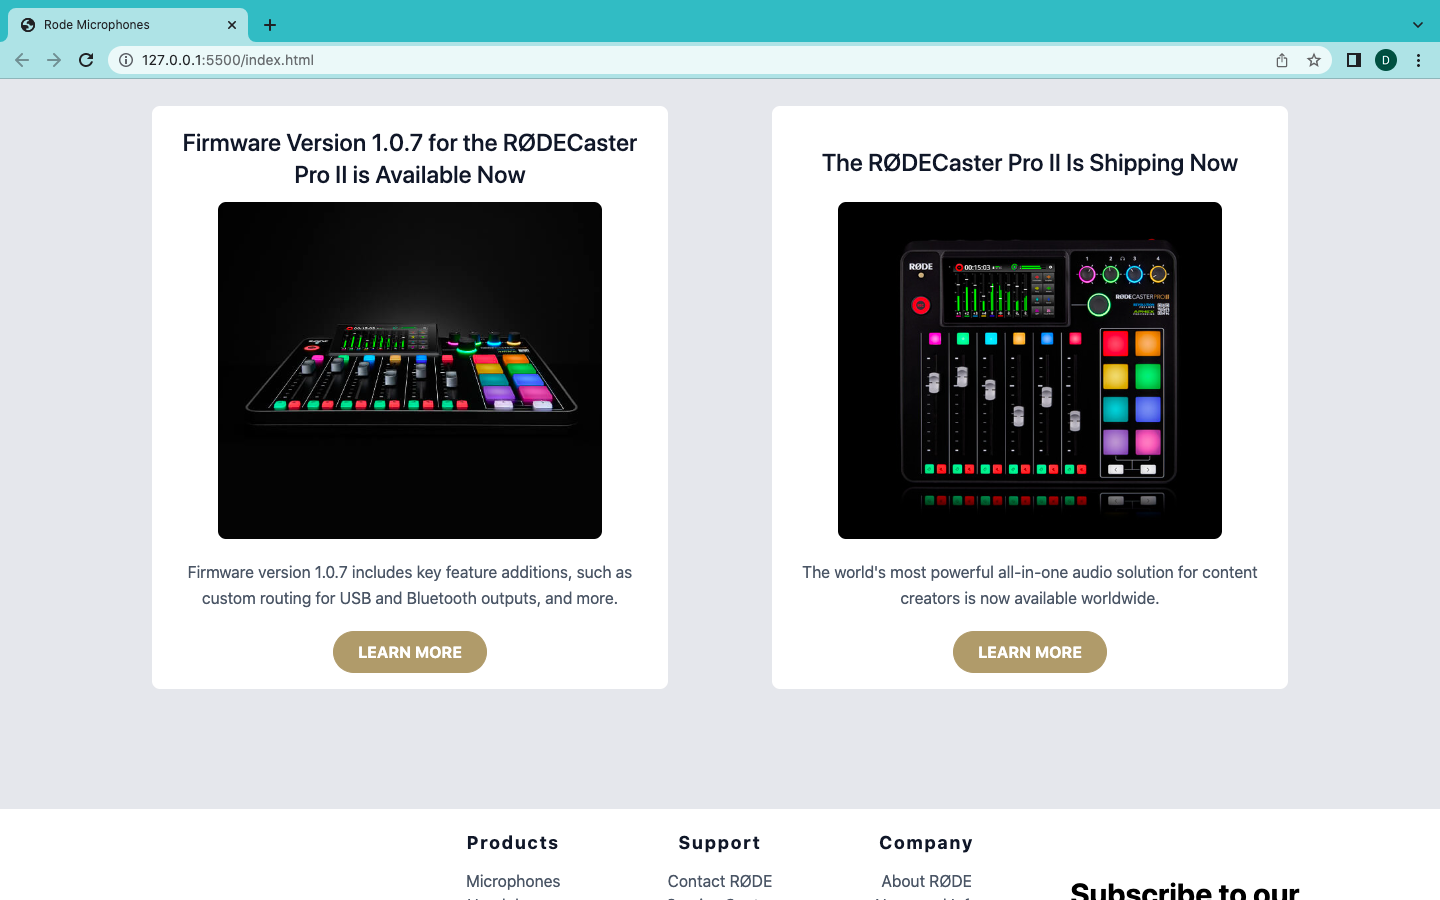 Rode Microphones
127.0.0.1:5500/index.html
D
Firmware Version 1.0.7 for the RØDECaster
Pro II is Available Now
Firmware version 1.0.7 includes key feature additions, such as
custom routing for USB and Bluetooth outputs, and more.
LEARN MORE
The RØDECaster Pro II Is Shipping Now
RØDE
00:15:03
1 2 3 4
RØDECASTER PRO II
The world's most powerful all-in-one audio solution for content
creators is now available worldwide.
LEARN MORE
Products
Microphones
Support
Contact RØDE
Company
About RØDE
Subscribe to our